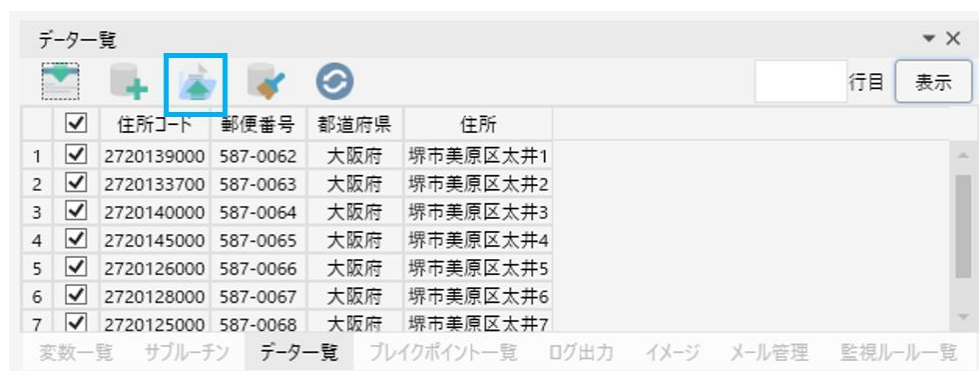 データ一覧
行目 表示
住所コード 郵便番号 都道府県 住所
1 2720139000 587-0062 大阪府 堺市美原区太井1
2 2720133700 587-0063 大阪府 堺市美原区太井2
3 2720140000 587-0064 大阪府 堺市美原区太井3
4 2720145000 587-0065 大阪府 堺市美原区太井4
5 2720126000 587-0066 大阪府 堺市美原区太井5
6 2720128000 587-0067 大阪府 堺市美原区太井6
7 2720125000 587-0068 大阪府 堺市美原区太井7
変数一覧 サブルーチン データ一覧 ブレイクポイント一覧 ログ出力 イメージ メール管理 監視ルール一覧